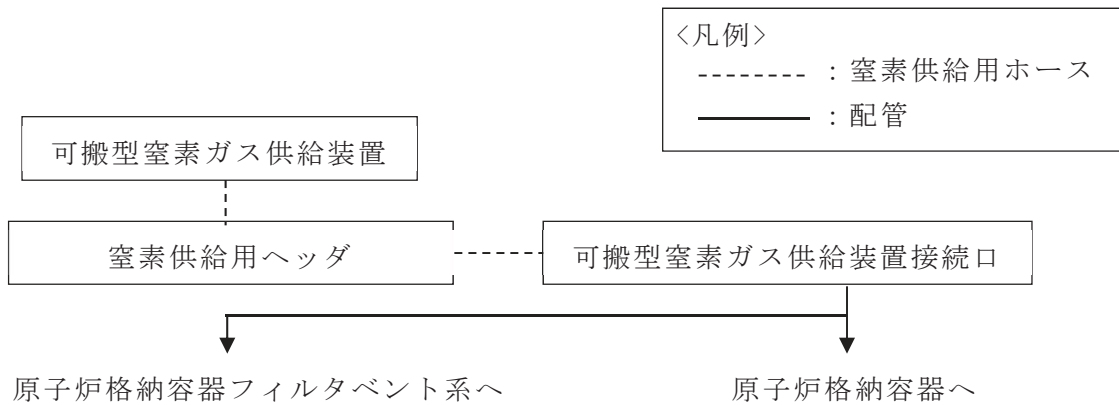 <凡例>
：窒素供給用ホース
：配管
可搬型窒素ガス供給装置
窒素供給用ヘッダ
可搬型窒素ガス供給装置接続口
原子炉格納容器フィルタベント系へ
原子炉格納容器へ